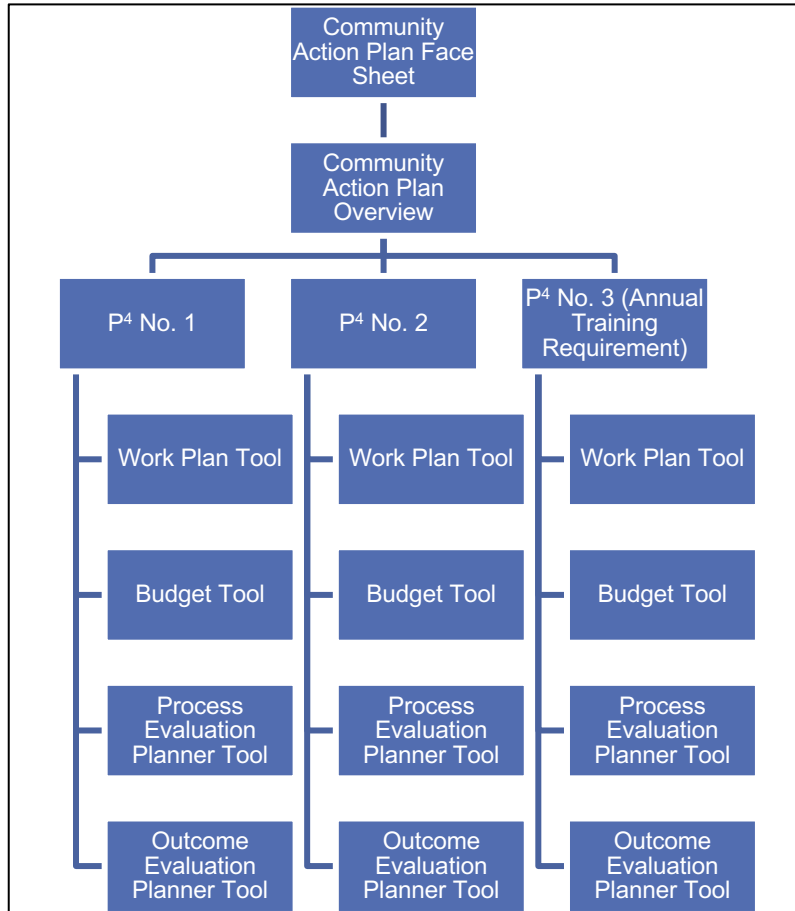 Community
Action Plan Face
Sheet
Community
Action Plan
Overview
P⁴ No. 1
P⁴ No. 2
P⁴ No. 3 (Annual
Training
Requirement)
Work Plan Tool
Work Plan Tool
Work Plan Tool
Budget Tool
Budget Tool
Budget Tool
Process
Evaluation
Planner Tool
Process
Evaluation
Planner Tool
Process
Evaluation
Planner Tool
Outcome
Evaluation
Planner Tool
Outcome
Evaluation
Planner Tool
Outcome
Evaluation
Planner Tool